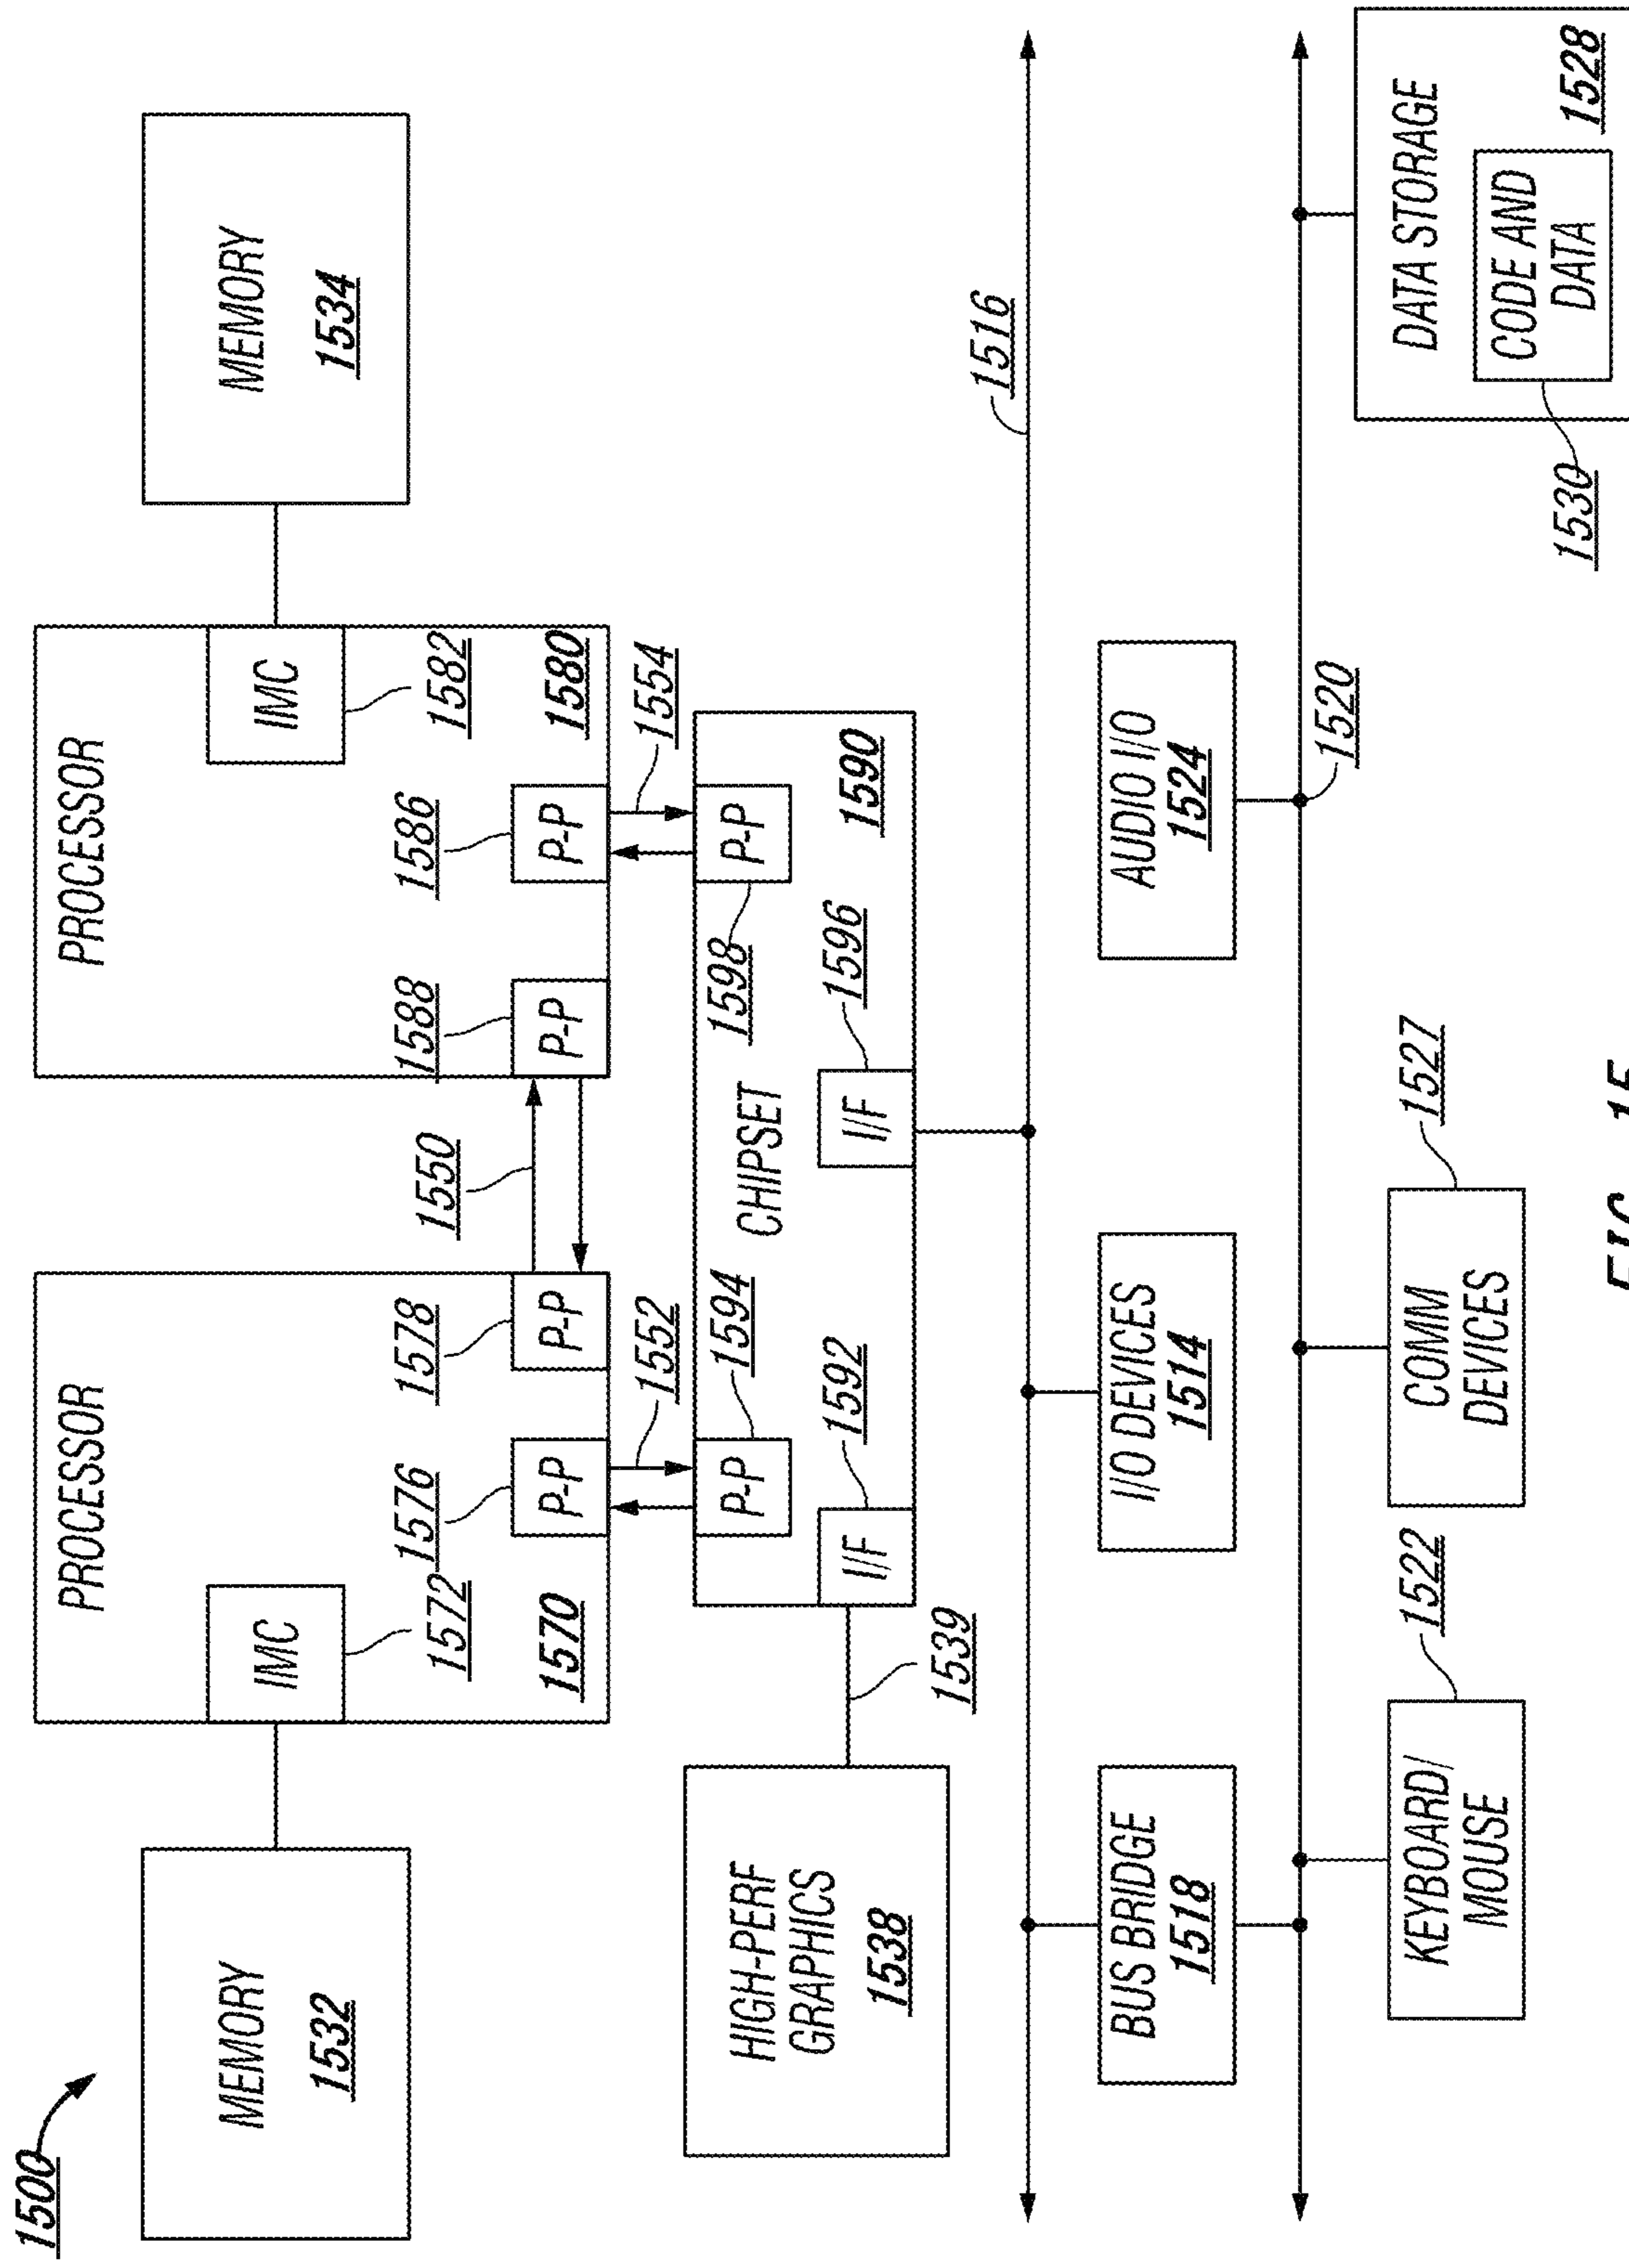 1500
MEMORY
1532
PROCESSOR
IMC
1572
1570
1576
P-P
1578
P-P
1550
PROCESSOR
1588
P-P
1586
P-P
IMC
1582
1580
MEMORY
1534
1552
1554
HIGH-PERF
GRAPHICS
1538
1539
P-P
1594
CHIPSET
P-P
1598
1590
I/F
1592
I/F
1596
1516
BUS BRIDGE
1518
I/O DEVICES
1514
AUDIO I/O
1524
1520
KEYBOARD/
MOUSE
1522
COMM
DEVICES
1527
DATA STORAGE
CODE AND
DATA
1530
1528
FIG. 15